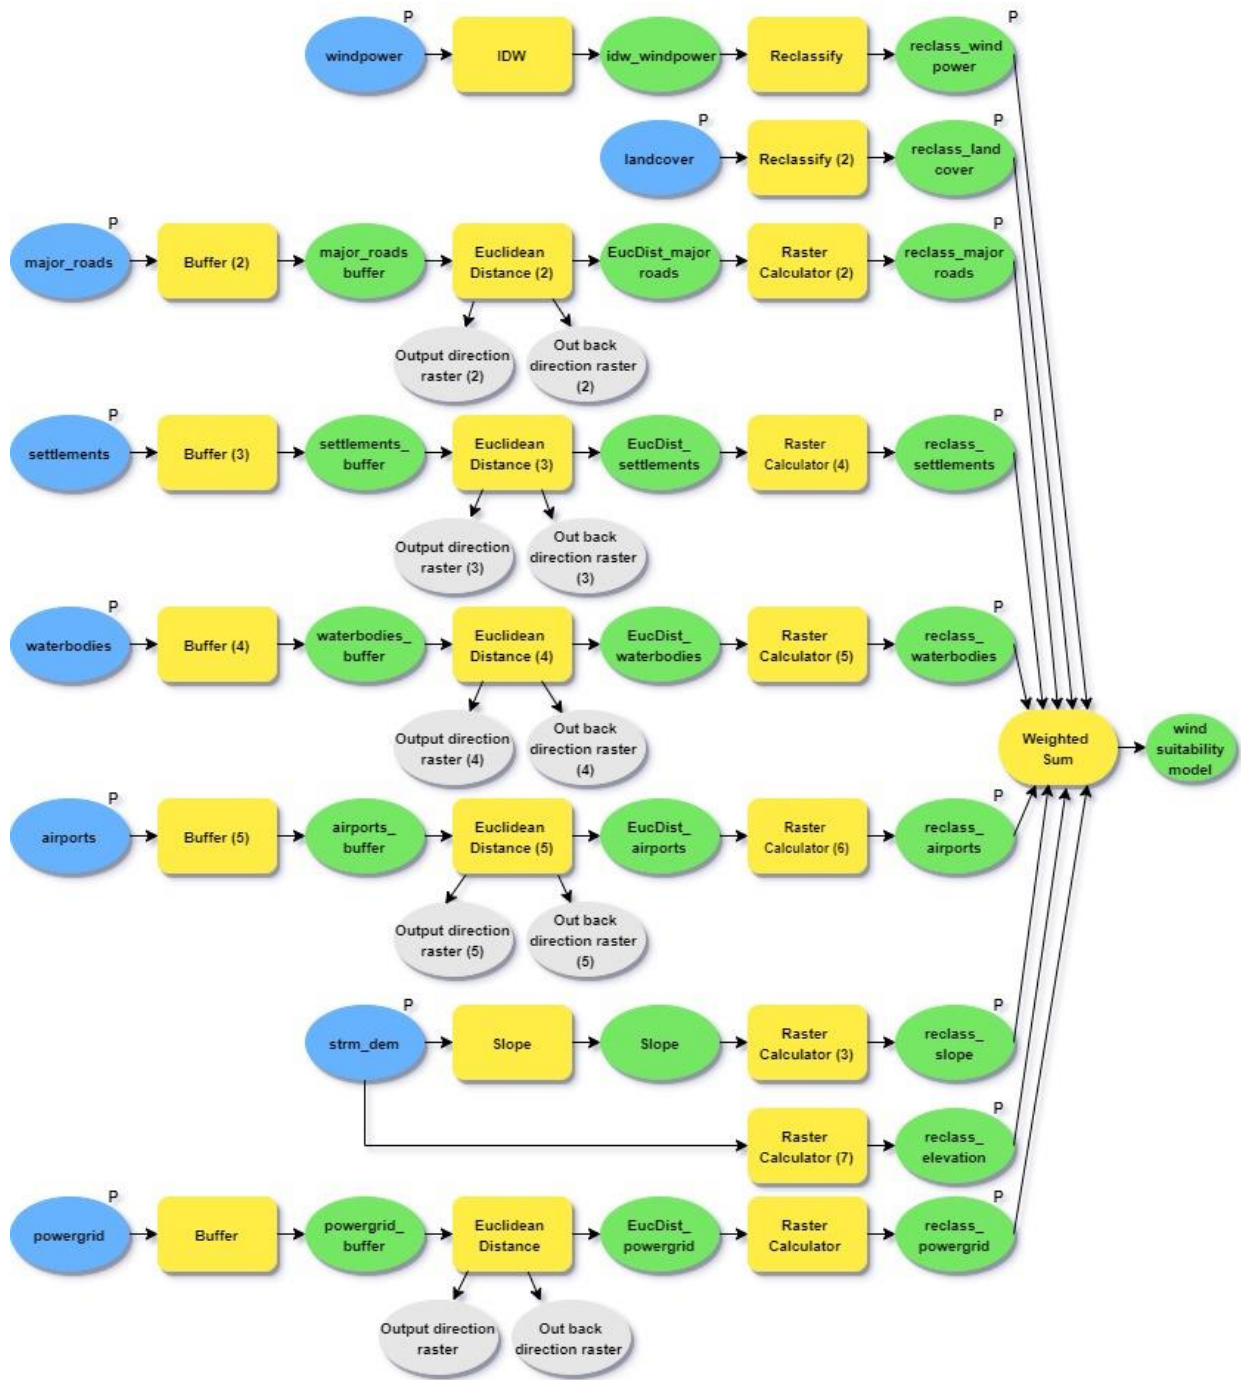 P
P
windpower
IDW
idw_windpower
Reclassify
reclass_wind
power
P
P
landcover
Reclassify (2)
reclass_land
cover
P
P
major_roads
Buffer (2)
major_roads
buffer
Euclidean
Distance (2)
EucDist_major
roads
Raster
Calculator (2)
reclass_major
roads
Output direction
raster (2)
Out back
direction raster
(2)
P
P
settlements
Buffer (3)
settlements_
buffer
Euclidean
Distance (3)
EucDist_
settlements
Raster
Calculator (4)
reclass_
settlements
Output direction
raster (3)
Out back
direction raster
(3)
P
P
waterbodies
Buffer (4)
waterbodies_
buffer
Euclidean
Distance (4)
EucDist_
waterbodies
Raster
Calculator (5)
reclass_
waterbodies
Output direction
raster (4)
Out back
direction raster
(4)
Weighted
Sum
wind
suitability
model
P
P
airports
Buffer (5)
airports_
buffer
Euclidean
Distance (5)
EucDist_
airports
Raster
Calculator (6)
reclass_
airports
Output direction
raster (5)
Out back
direction raster
(5)
P
P
strm_dem
Slope
Slope
Raster
Calculator (3)
reclass_
slope
P
Raster
Calculator (7)
reclass_
elevation
P
P
powergrid
Buffer
powergrid_
buffer
Euclidean
Distance
EucDist_
powergrid
Raster
Calculator
reclass_
powergrid
Output direction
raster
Out back
direction raster